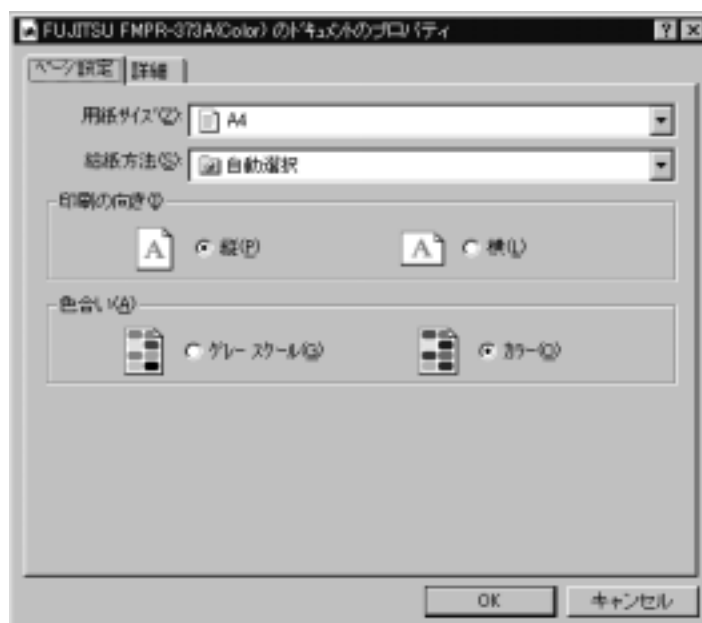 FUJITSU FMPR-373A(Color) のﾄﾞｷｭﾒﾝﾄのﾌﾟﾛﾊﾟﾃｨ
ﾍﾟｰｼﾞ設定 詳細
用紙ｻｲｽﾞ(Z): A4
給紙方法(S): 自動選択
印刷の向き(I)
A 縦(P) A 横(L)
色合い(A)
ｸﾞﾚｰ ｽｹｰﾙ(G) ｶﾗｰ(O)
OK キャンセル